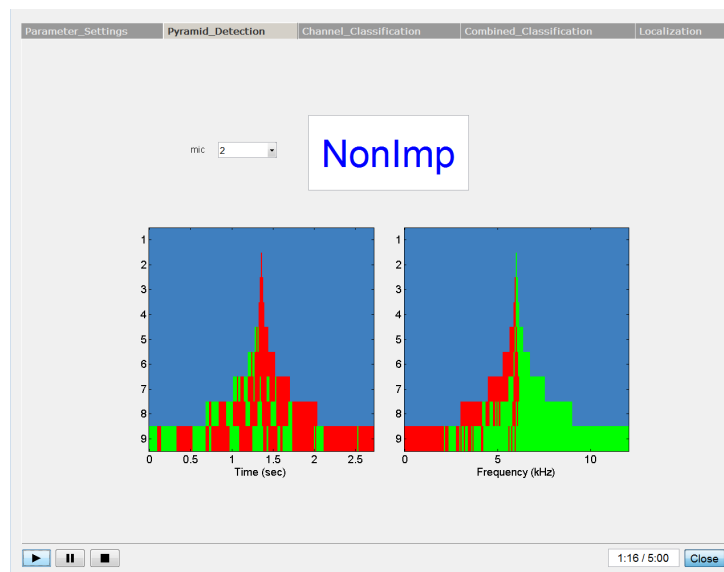 Parameter_Settings Pyramid_Detection Channel_Classification Combined_Classification Localization
mic 2 NonImp
1 1
2 2
3 3
4 4
5 5
6 6
7 7
8 8
9 9
0 0.5 1 1.5 2 2.5 0 5 10
Time (sec) Frequency (kHz)
1:16 / 5:00 Close